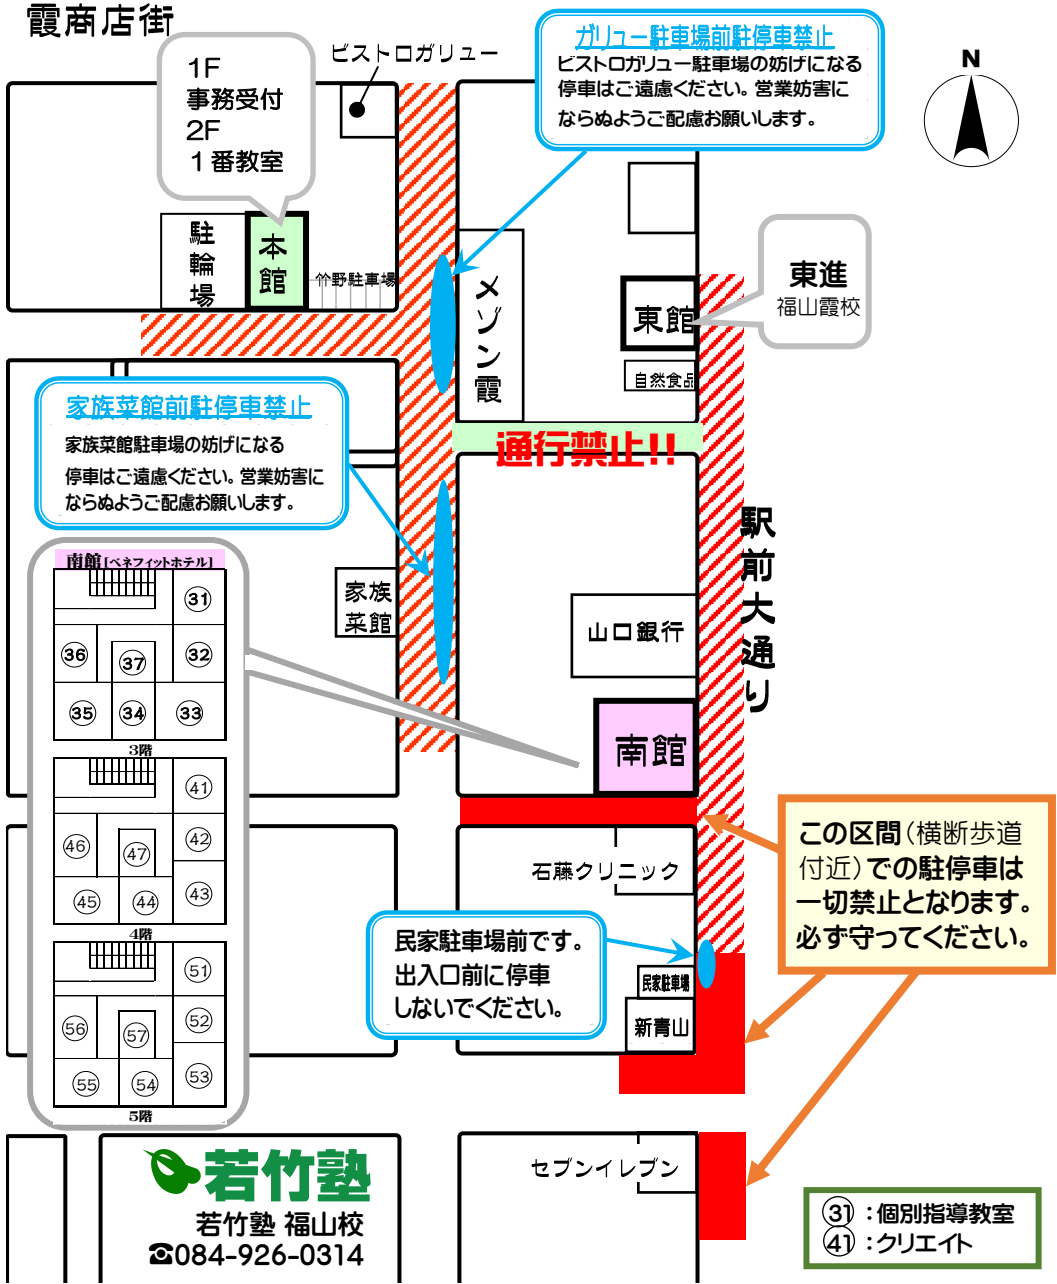 霞商店街
ビストロガリュー
1F
事務受付
2F
1番教室
ガリュー駐車場前駐停車禁止
ビストロガリュー駐車場の妨げになる
停車はご遠慮ください。営業妨害に
ならぬようご配慮お願いします。
N
駐輪場
本館
竹野駐車場
メゾン霞
東館
東進
福山霞校
自然食品
家族菜館前駐停車禁止
家族菜館駐車場の妨げになる
停車はご遠慮ください。営業妨害に
ならぬようご配慮お願いします。
通行禁止!!
駅前大通り
南館[ベネフィットホテル]
31
36
37
32
35
34
33
3階
41
46
47
42
45
44
43
4階
51
56
57
52
55
54
53
5階
家族
菜館
山口銀行
南館
この区間(横断歩道
付近)での駐停車は
一切禁止となります。
必ず守ってください。
石藤クリニック
民家駐車場前です。
出入口前に停車
しないでください。
民家駐車場
新青山
セブンイレブン
若竹塾
若竹塾 福山校
☎084-926-0314
31:個別指導教室
41:クリエイト